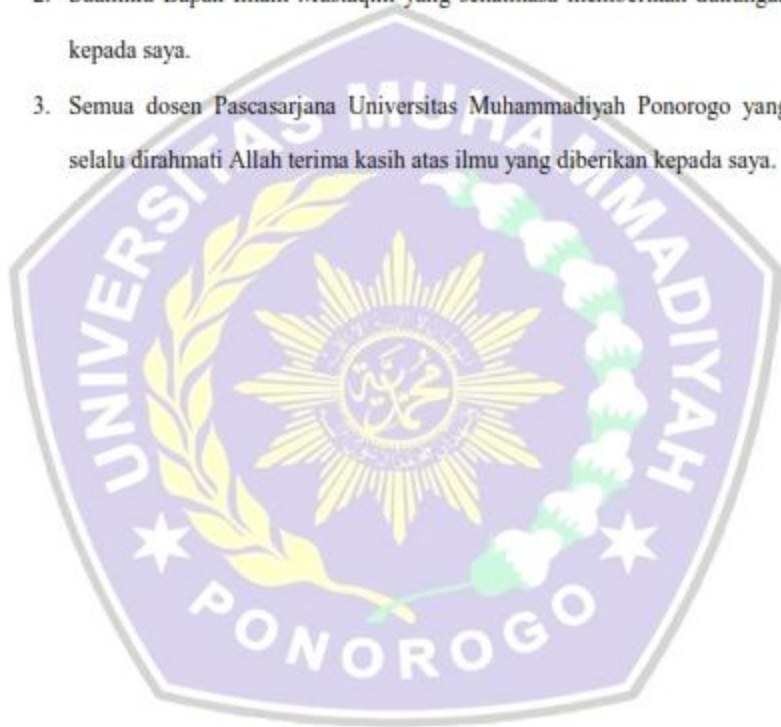 kepada saya.
3. Semua dosen Pascasarjana Universitas Muhammadiyah Ponorogo yang
selalu dirahmati Allah terima kasih atas ilmu yang diberikan kepada saya.
UNIVERSITAS MUHAMMADIYAH
PONOROGO
محمدية